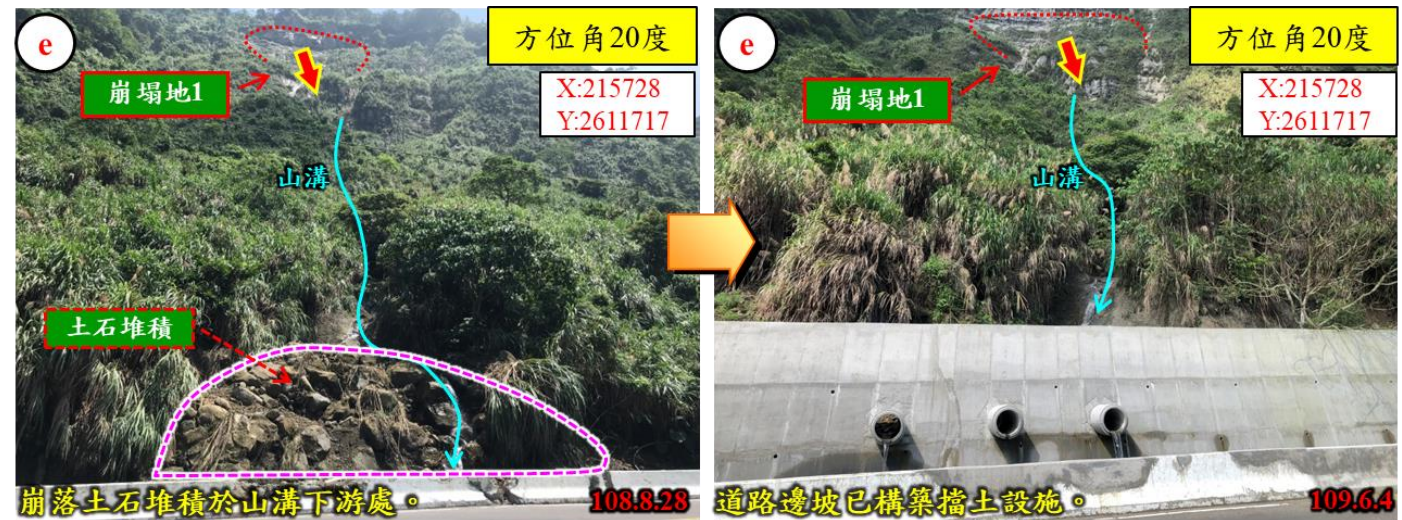 e
方位角20度
X:215728
Y:2611717
崩塌地1
山溝
土石堆積
崩落土石堆積於山溝下游處。
108.8.28
e
方位角20度
X:215728
Y:2611717
崩塌地1
山溝
道路邊坡已構築擋土設施。
109.6.4